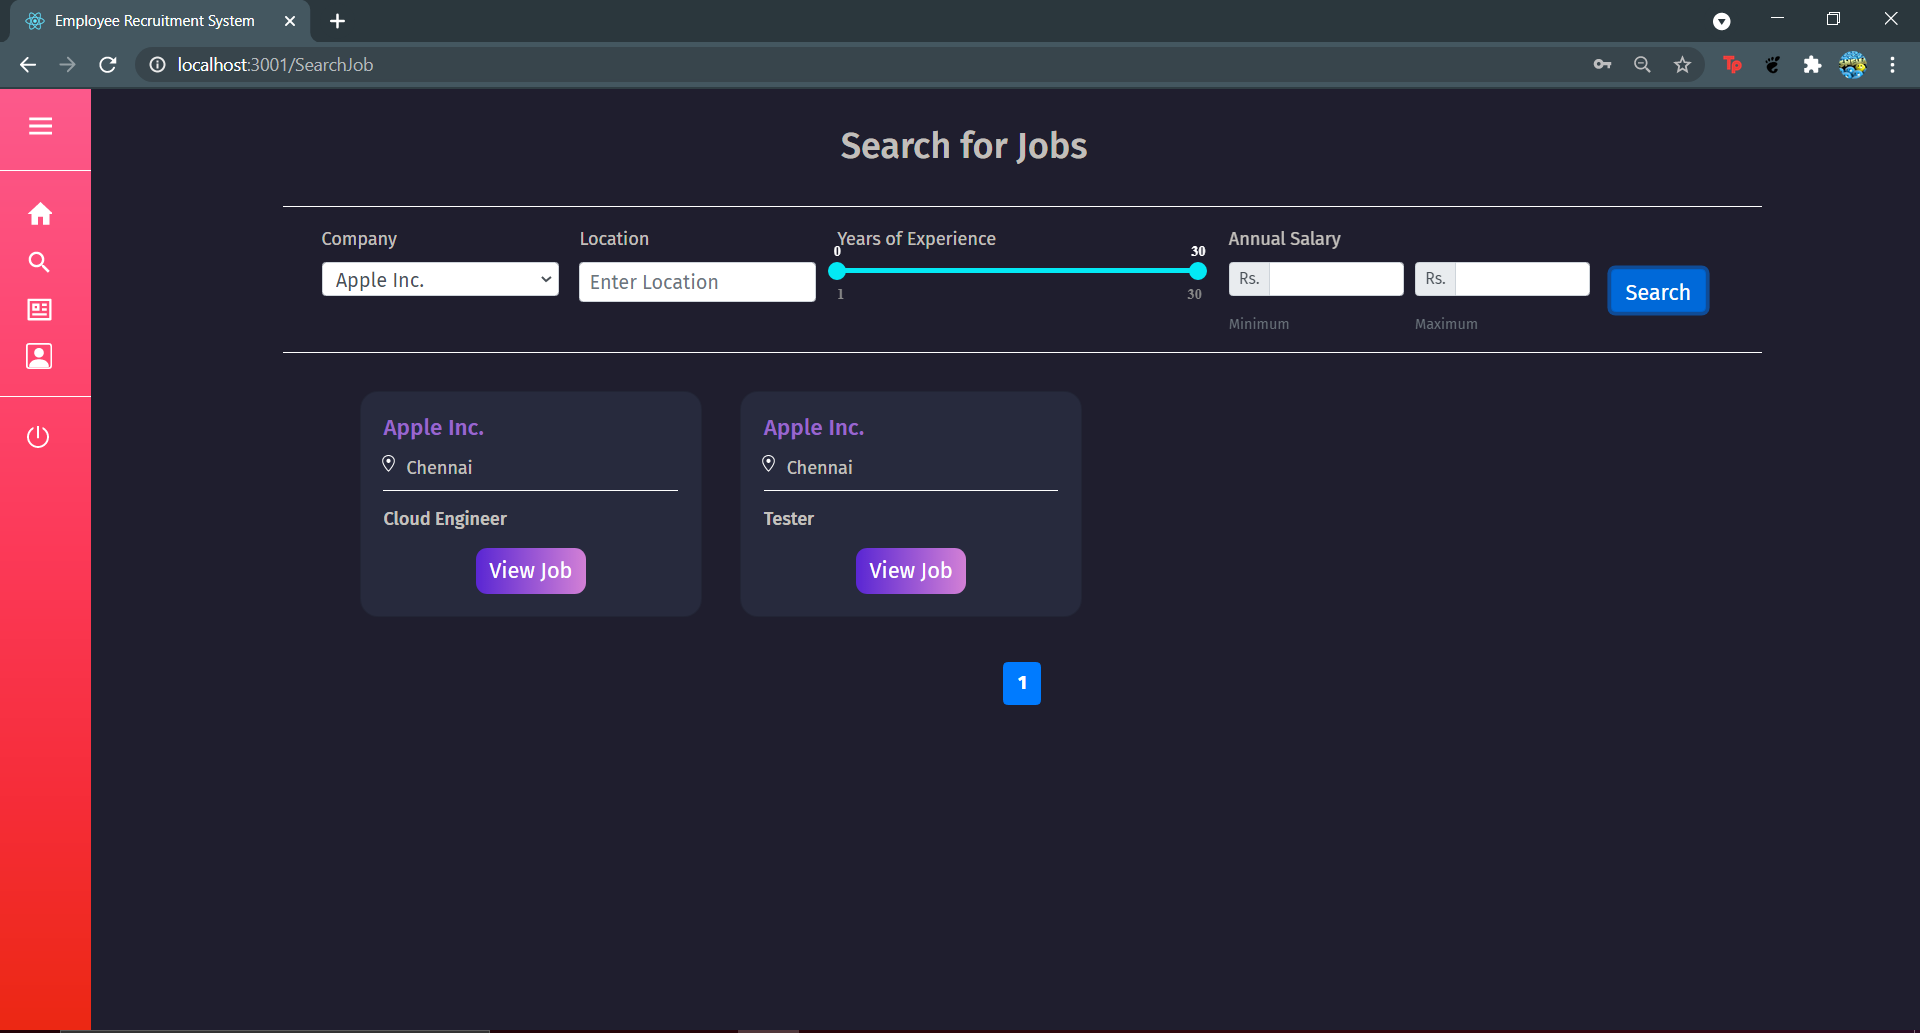 Employee Recruitment System
localhost:3001/SearchJob
Tp
Search for Jobs
Company
Location
Years of Experience
Annual Salary
0
30
Apple Inc.
Enter Location
Rs.
Rs.
Search
1
30
Minimum
Maximum
Apple Inc.
Chennai
Cloud Engineer
View Job
Apple Inc.
Chennai
Tester
View Job
1